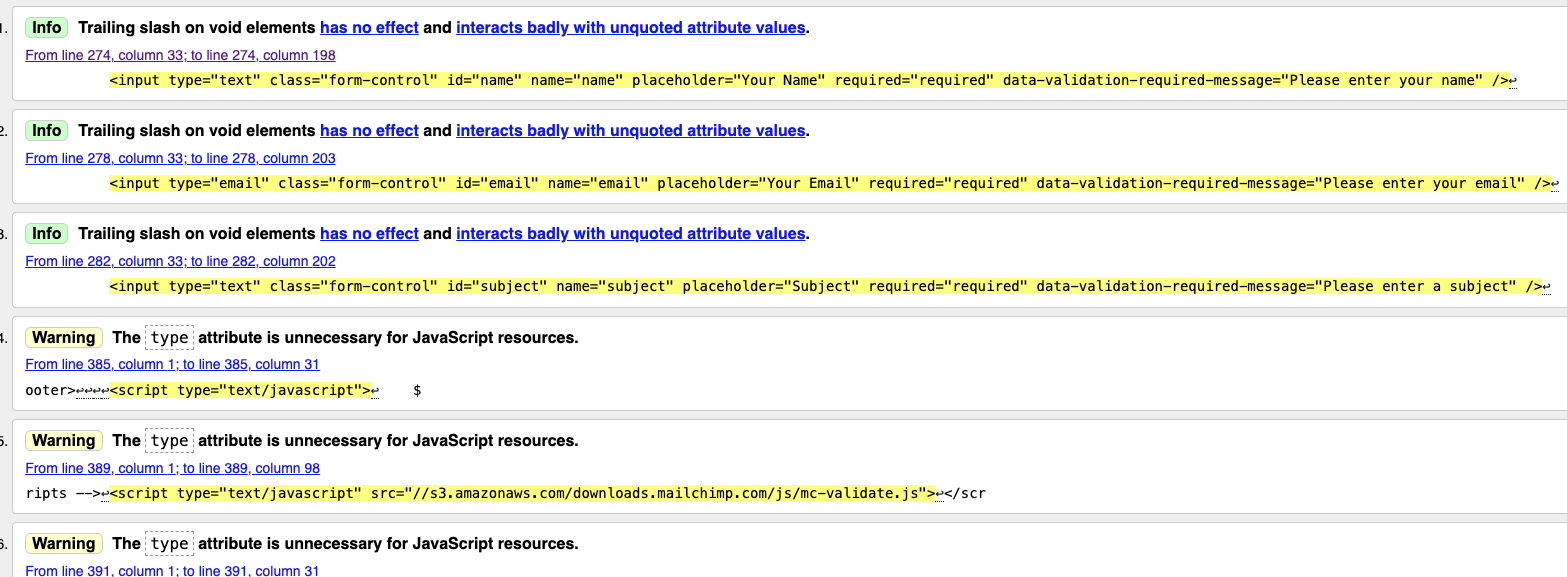 1. Info Trailing slash on void elements has no effect and interacts badly with unquoted attribute values.
From line 274, column 33; to line 274, column 198
<input type="text" class="form-control" id="name" name="name" placeholder="Your Name" required="required" data-validation-required-message="Please enter your name" />↩
2. Info Trailing slash on void elements has no effect and interacts badly with unquoted attribute values.
From line 278, column 33; to line 278, column 203
<input type="email" class="form-control" id="email" name="email" placeholder="Your Email" required="required" data-validation-required-message="Please enter your email" />↩
3. Info Trailing slash on void elements has no effect and interacts badly with unquoted attribute values.
From line 282, column 33; to line 282, column 202
<input type="text" class="form-control" id="subject" name="subject" placeholder="Subject" required="required" data-validation-required-message="Please enter a subject" />↩
4. Warning The type attribute is unnecessary for JavaScript resources.
From line 385, column 1; to line 385, column 31
ooter>↩↩↩↩<script type="text/javascript">↩    $
5. Warning The type attribute is unnecessary for JavaScript resources.
From line 389, column 1; to line 389, column 98
ripts -->↩<script type="text/javascript" src="//s3.amazonaws.com/downloads.mailchimp.com/js/mc-validate.js">↩</scr
6. Warning The type attribute is unnecessary for JavaScript resources.
From line 391, column 1; to line 391, column 31